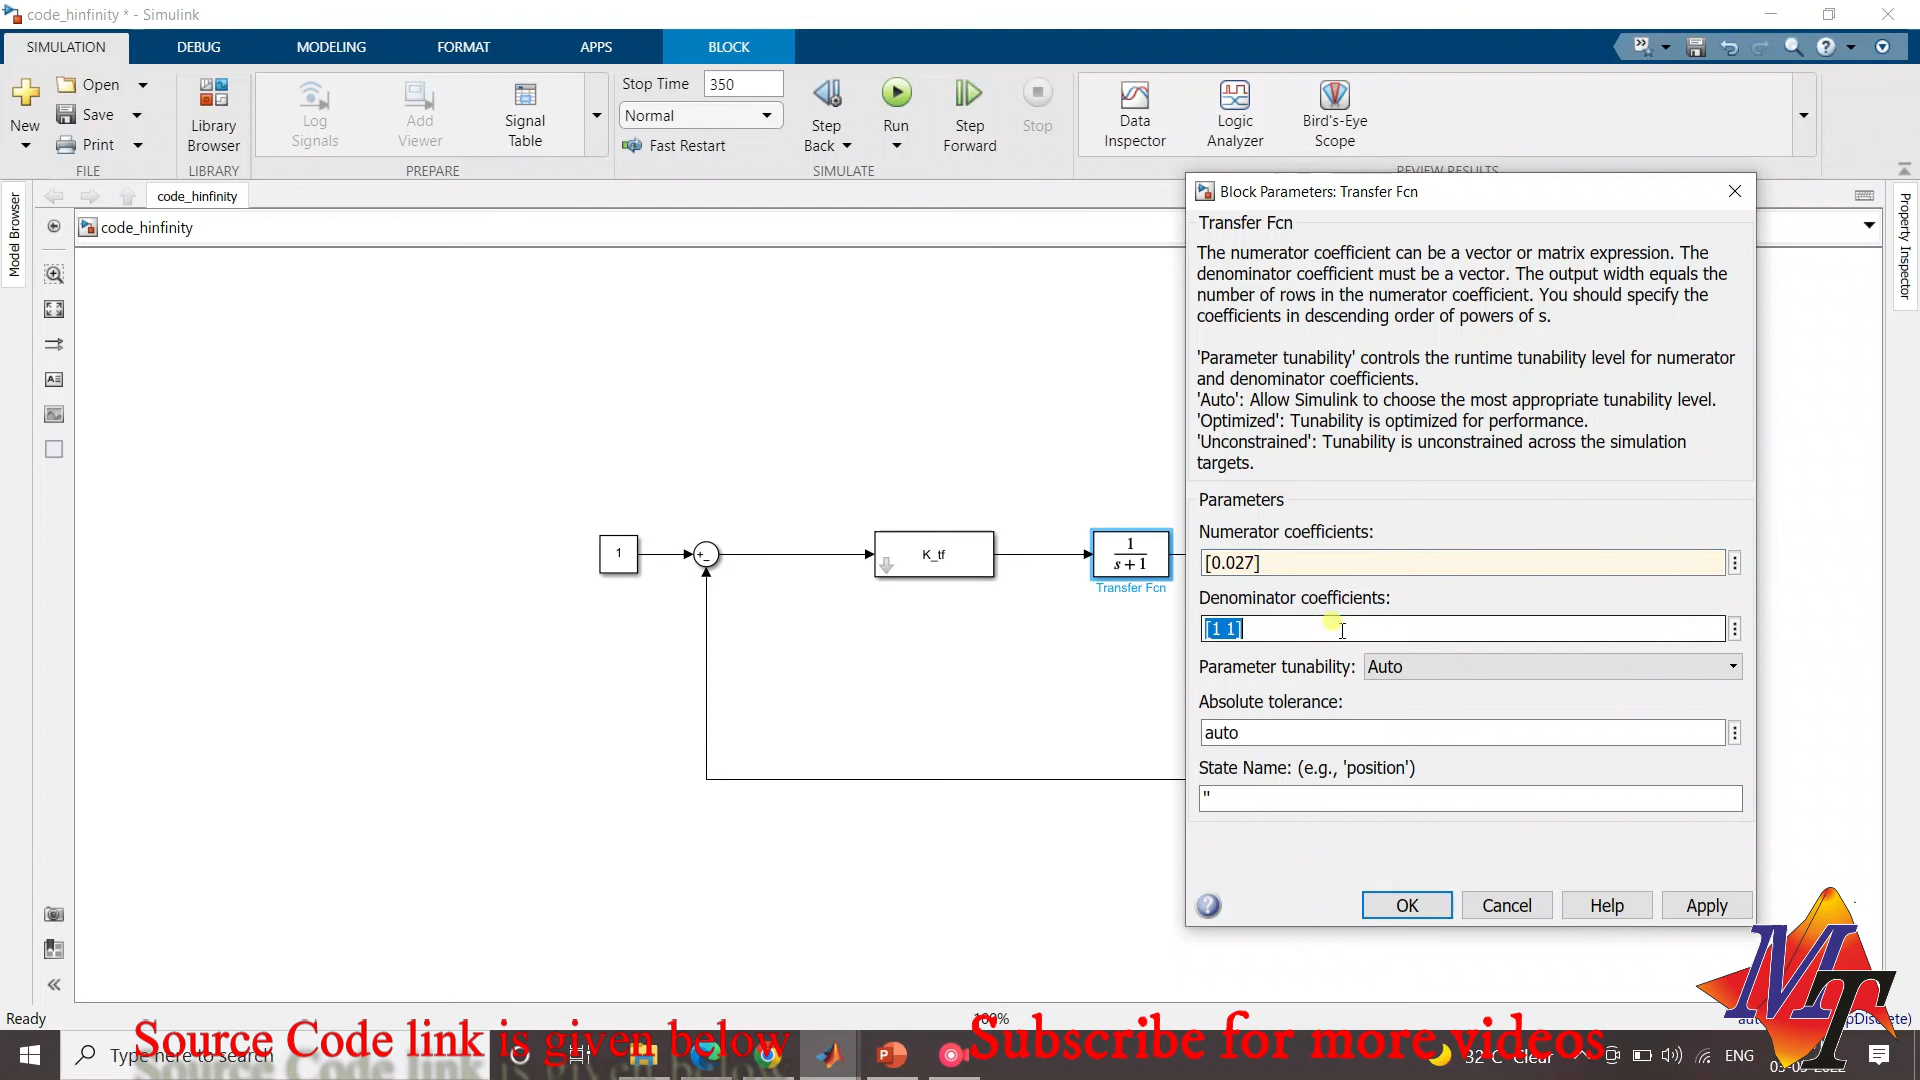 code_hinfinity * - Simulink
SIMULATION DEBUG MODELING FORMAT APPS BLOCK
New Open Save Print
FILE
Library Browser
LIBRARY
Log Signals Add Viewer Signal Table
PREPARE
Stop Time 350
Normal
Fast Restart
Step Back Run Step Forward Stop
SIMULATE
Data Inspector Logic Analyzer Bird's-Eye Scope
REVIEW RESULTS
Model Browser
code_hinfinity
code_hinfinity
Property Inspector
1
+
-
K_tf
1
s+1
Transfer Fcn
Block Parameters: Transfer Fcn
Transfer Fcn
The numerator coefficient can be a vector or matrix expression. The
denominator coefficient must be a vector. The output width equals the
number of rows in the numerator coefficient. You should specify the
coefficients in descending order of powers of s.
'Parameter tunability' controls the runtime tunability level for numerator
and denominator coefficients.
'Auto': Allow Simulink to choose the most appropriate tunability level.
'Optimized': Tunability is optimized for performance.
'Unconstrained': Tunability is unconstrained across the simulation
targets.
Parameters
Numerator coefficients:
[0.027]
Denominator coefficients:
[1 1]
Parameter tunability: Auto
Absolute tolerance:
auto
State Name: (e.g., 'position')
''
OK Cancel Help Apply
MT
Ready
Source Code link is given below
Subscribe for more videos
Type here to search
32°C Clear
ENG